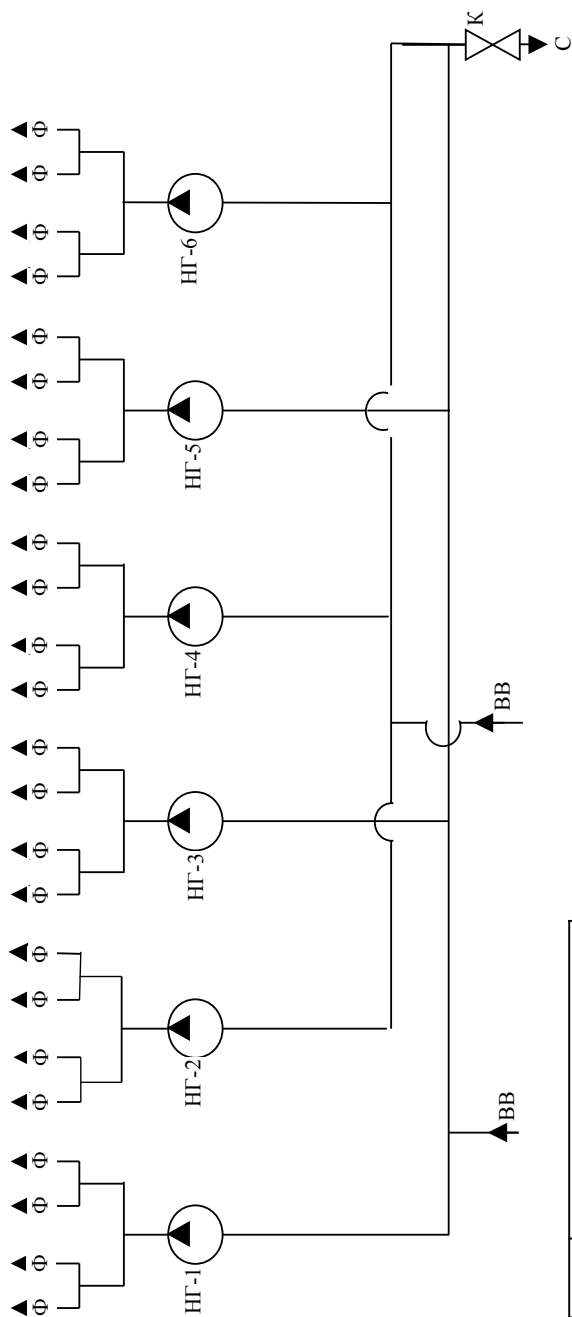 Ф Ф Ф Ф Ф Ф Ф Ф Ф Ф Ф Ф Ф Ф Ф Ф Ф Ф Ф Ф Ф Ф Ф Ф
НГ-1 НГ-2 НГ-3 НГ-4 НГ-5 НГ-6
К
ВВ ВВ
С